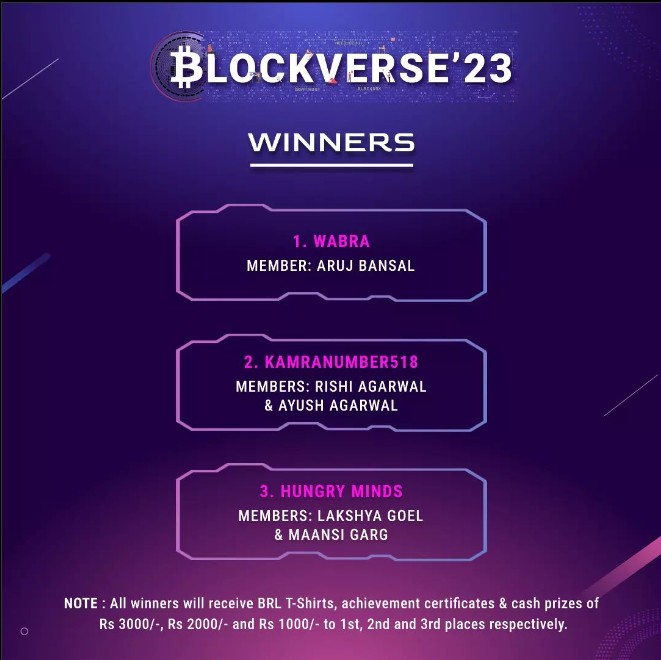 BLOCKVERSE'23
WINNERS
1. WABRA
MEMBER: ARUJ BANSAL
2. KAMRANUMBER518
MEMBERS: RISHI AGARWAL
& AYUSH AGARWAL
3. HUNGRY MINDS
MEMBERS: LAKSHYA GOEL
& MAANSI GARG
NOTE : All winners will receive BRL T-Shirts, achievement certificates & cash prizes of
Rs 3000/-, Rs 2000/- and Rs 1000/- to 1st, 2nd and 3rd places respectively.